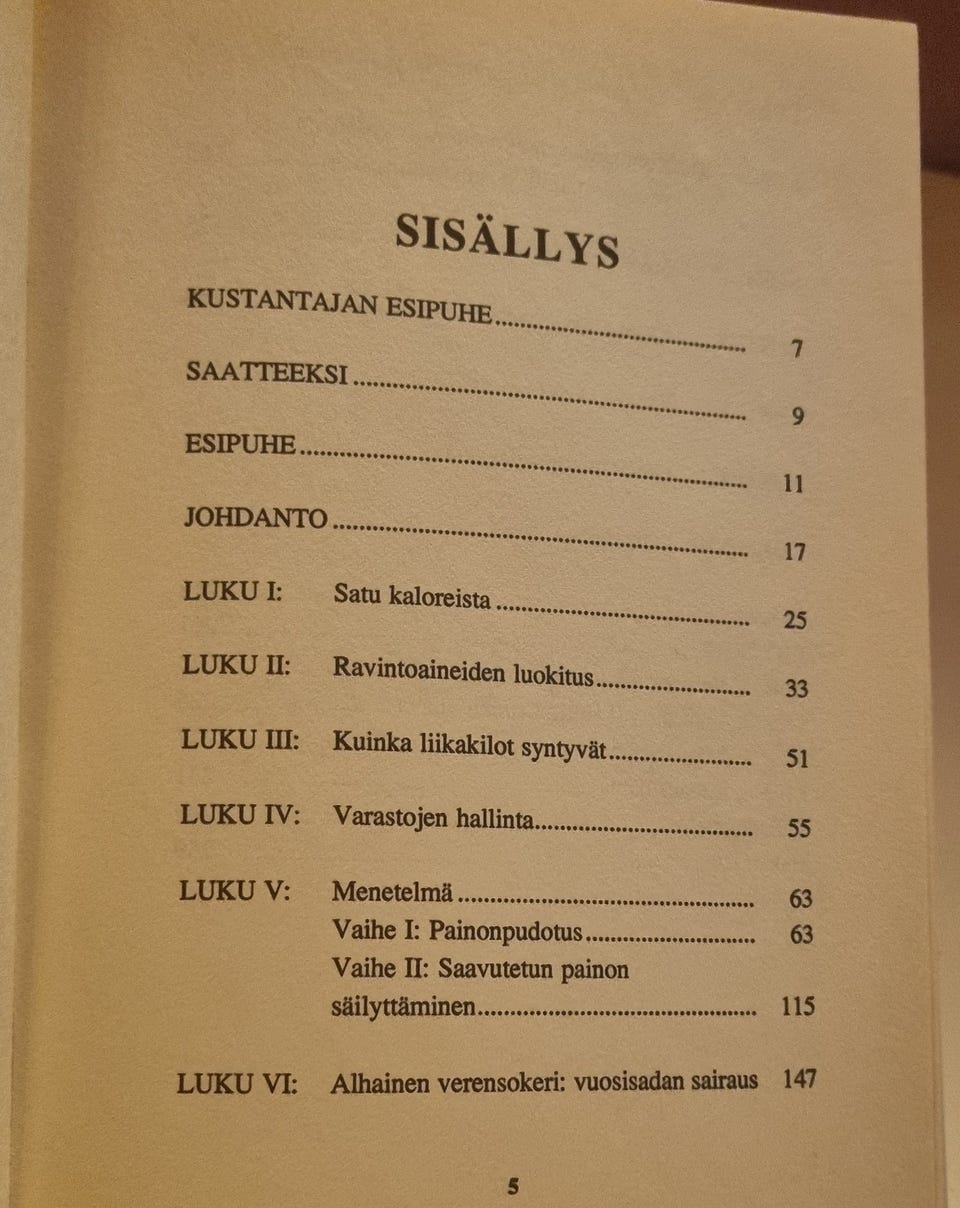 SISÄLLYS
KUSTANTAJAN ESIPUHE.................... 7
SAATTEEKSI.................... 9
ESIPUHE.................... 11
JOHDANTO.................... 17
LUKU I: Satu kaloreista.................... 25
LUKU II: Ravintoaineiden luokitus.................... 33
LUKU III: Kuinka liikakilot syntyvät.................... 51
LUKU IV: Varastojen hallinta.................... 55
LUKU V: Menetelmä.................... 63
Vaihe I: Painonpudotus.................... 63
Vaihe II: Saavutetun painon
säilyttäminen.................... 115
LUKU VI: Alhainen verensokeri: vuosisadan sairaus 147
5